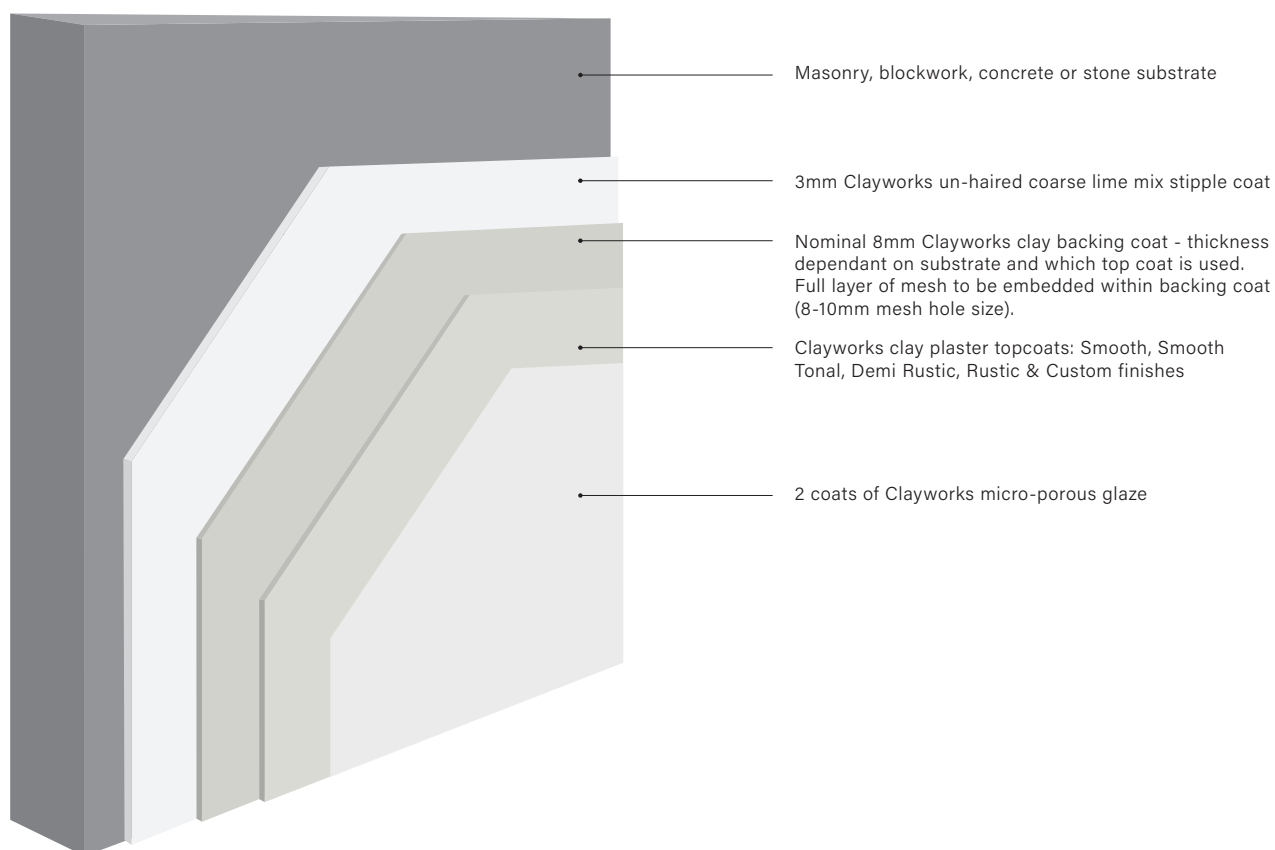 Masonry, blockwork, concrete or stone substrate
3mm Clayworks un-haired coarse lime mix stipple coat
Nominal 8mm Clayworks clay backing coat - thickness
dependant on substrate and which top coat is used.
Full layer of mesh to be embedded within backing coat
(8-10mm mesh hole size).
Clayworks clay plaster topcoats: Smooth, Smooth
Tonal, Demi Rustic, Rustic & Custom finishes
2 coats of Clayworks micro-porous glaze